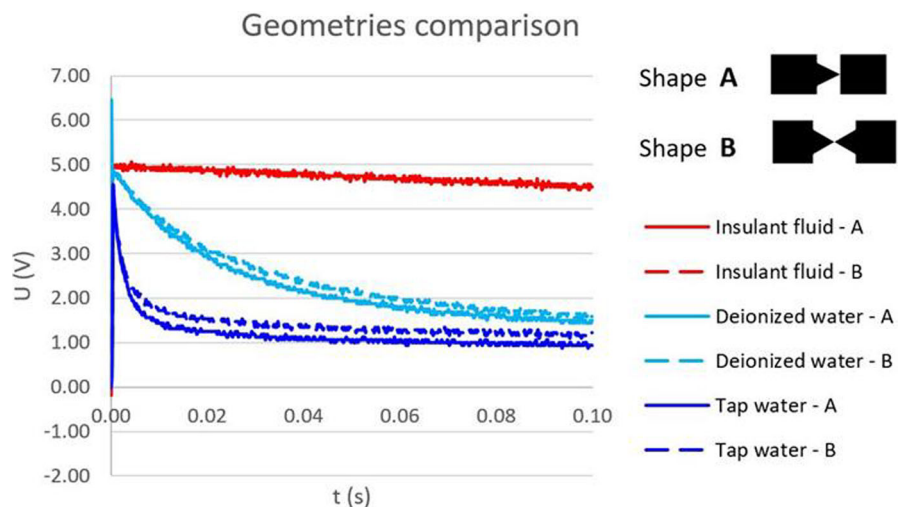 Geometries comparison
7.00
6.00
5.00
4.00
3.00
2.00
1.00
0.00
-1.00
-2.00
U (V)
0.00 0.02 0.04 0.06 0.08 0.10
t (s)
Shape A
Shape B
Insulant fluid - A
Insulant fluid - B
Deionized water - A
Deionized water - B
Tap water - A
Tap water - B